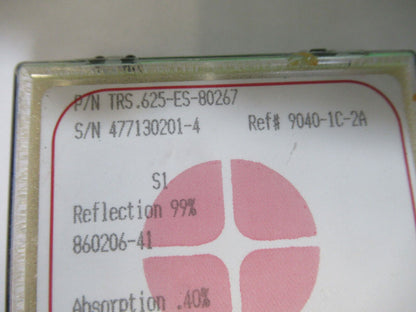 P/N TRS.625-ES-80267
S/N 477130201-4 Ref# 9040-1C-2A
S1
Reflection 99%
860206-41
Absorption .40%